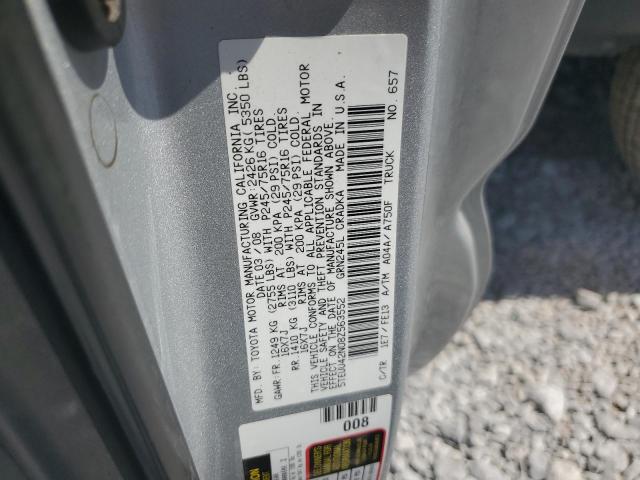 MFD. BY: TOYOTA MOTOR MANUFACTURING CALIFORNIA INC.
DATE 03 / 08 GVWR: 2426 KG ( 5350 LBS)
GAWR: FR. 1249 KG (2755 LBS) WITH P245/75R16 TIRES
16X7J RIMS AT 200 KPA (29 PSI) COLD.
RR. 1410 KG (3110 LBS) WITH P245/75R16 TIRES
16X7J RIMS AT 200 KPA (29 PSI) COLD.
THIS VEHICLE CONFORMS TO ALL APPLICABLE FEDERAL MOTOR
VEHICLE SAFETY AND THEFT PREVENTION STANDARDS IN
EFFECT ON THE DATE OF MANUFACTURE SHOWN ABOVE.
5TEUU42N08Z563552 GRN245L CRADKA MADE IN U.S.A.
C/TR 1E7 / FE13 A/TM A04A/ A750F TRUCK NO. 657
008